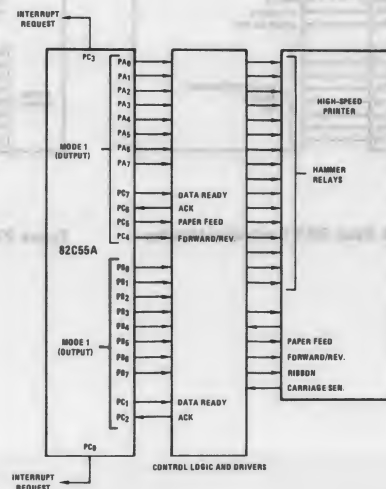 INTERRUPT
REQUEST
PC3
PA0
PA1
PA2
PA3
PA4
PA5
PA6
PA7
MODE 1
(OUTPUT)
PC7 DATA READY
PC6 ACK
PC5 PAPER FEED
PC4 FORWARD/REV.
82C55A
PB0
PB1
PB2
PB3
PB4
PB5
PB6
PB7
MODE 1
(OUTPUT)
PC1 DATA READY
PC2 ACK
PC0
INTERRUPT
REQUEST
CONTROL LOGIC AND DRIVERS
HIGH-SPEED
PRINTER
HAMMER
RELAYS
PAPER FEED
FORWARD/REV.
RIBBON
CARRIAGE SEN.